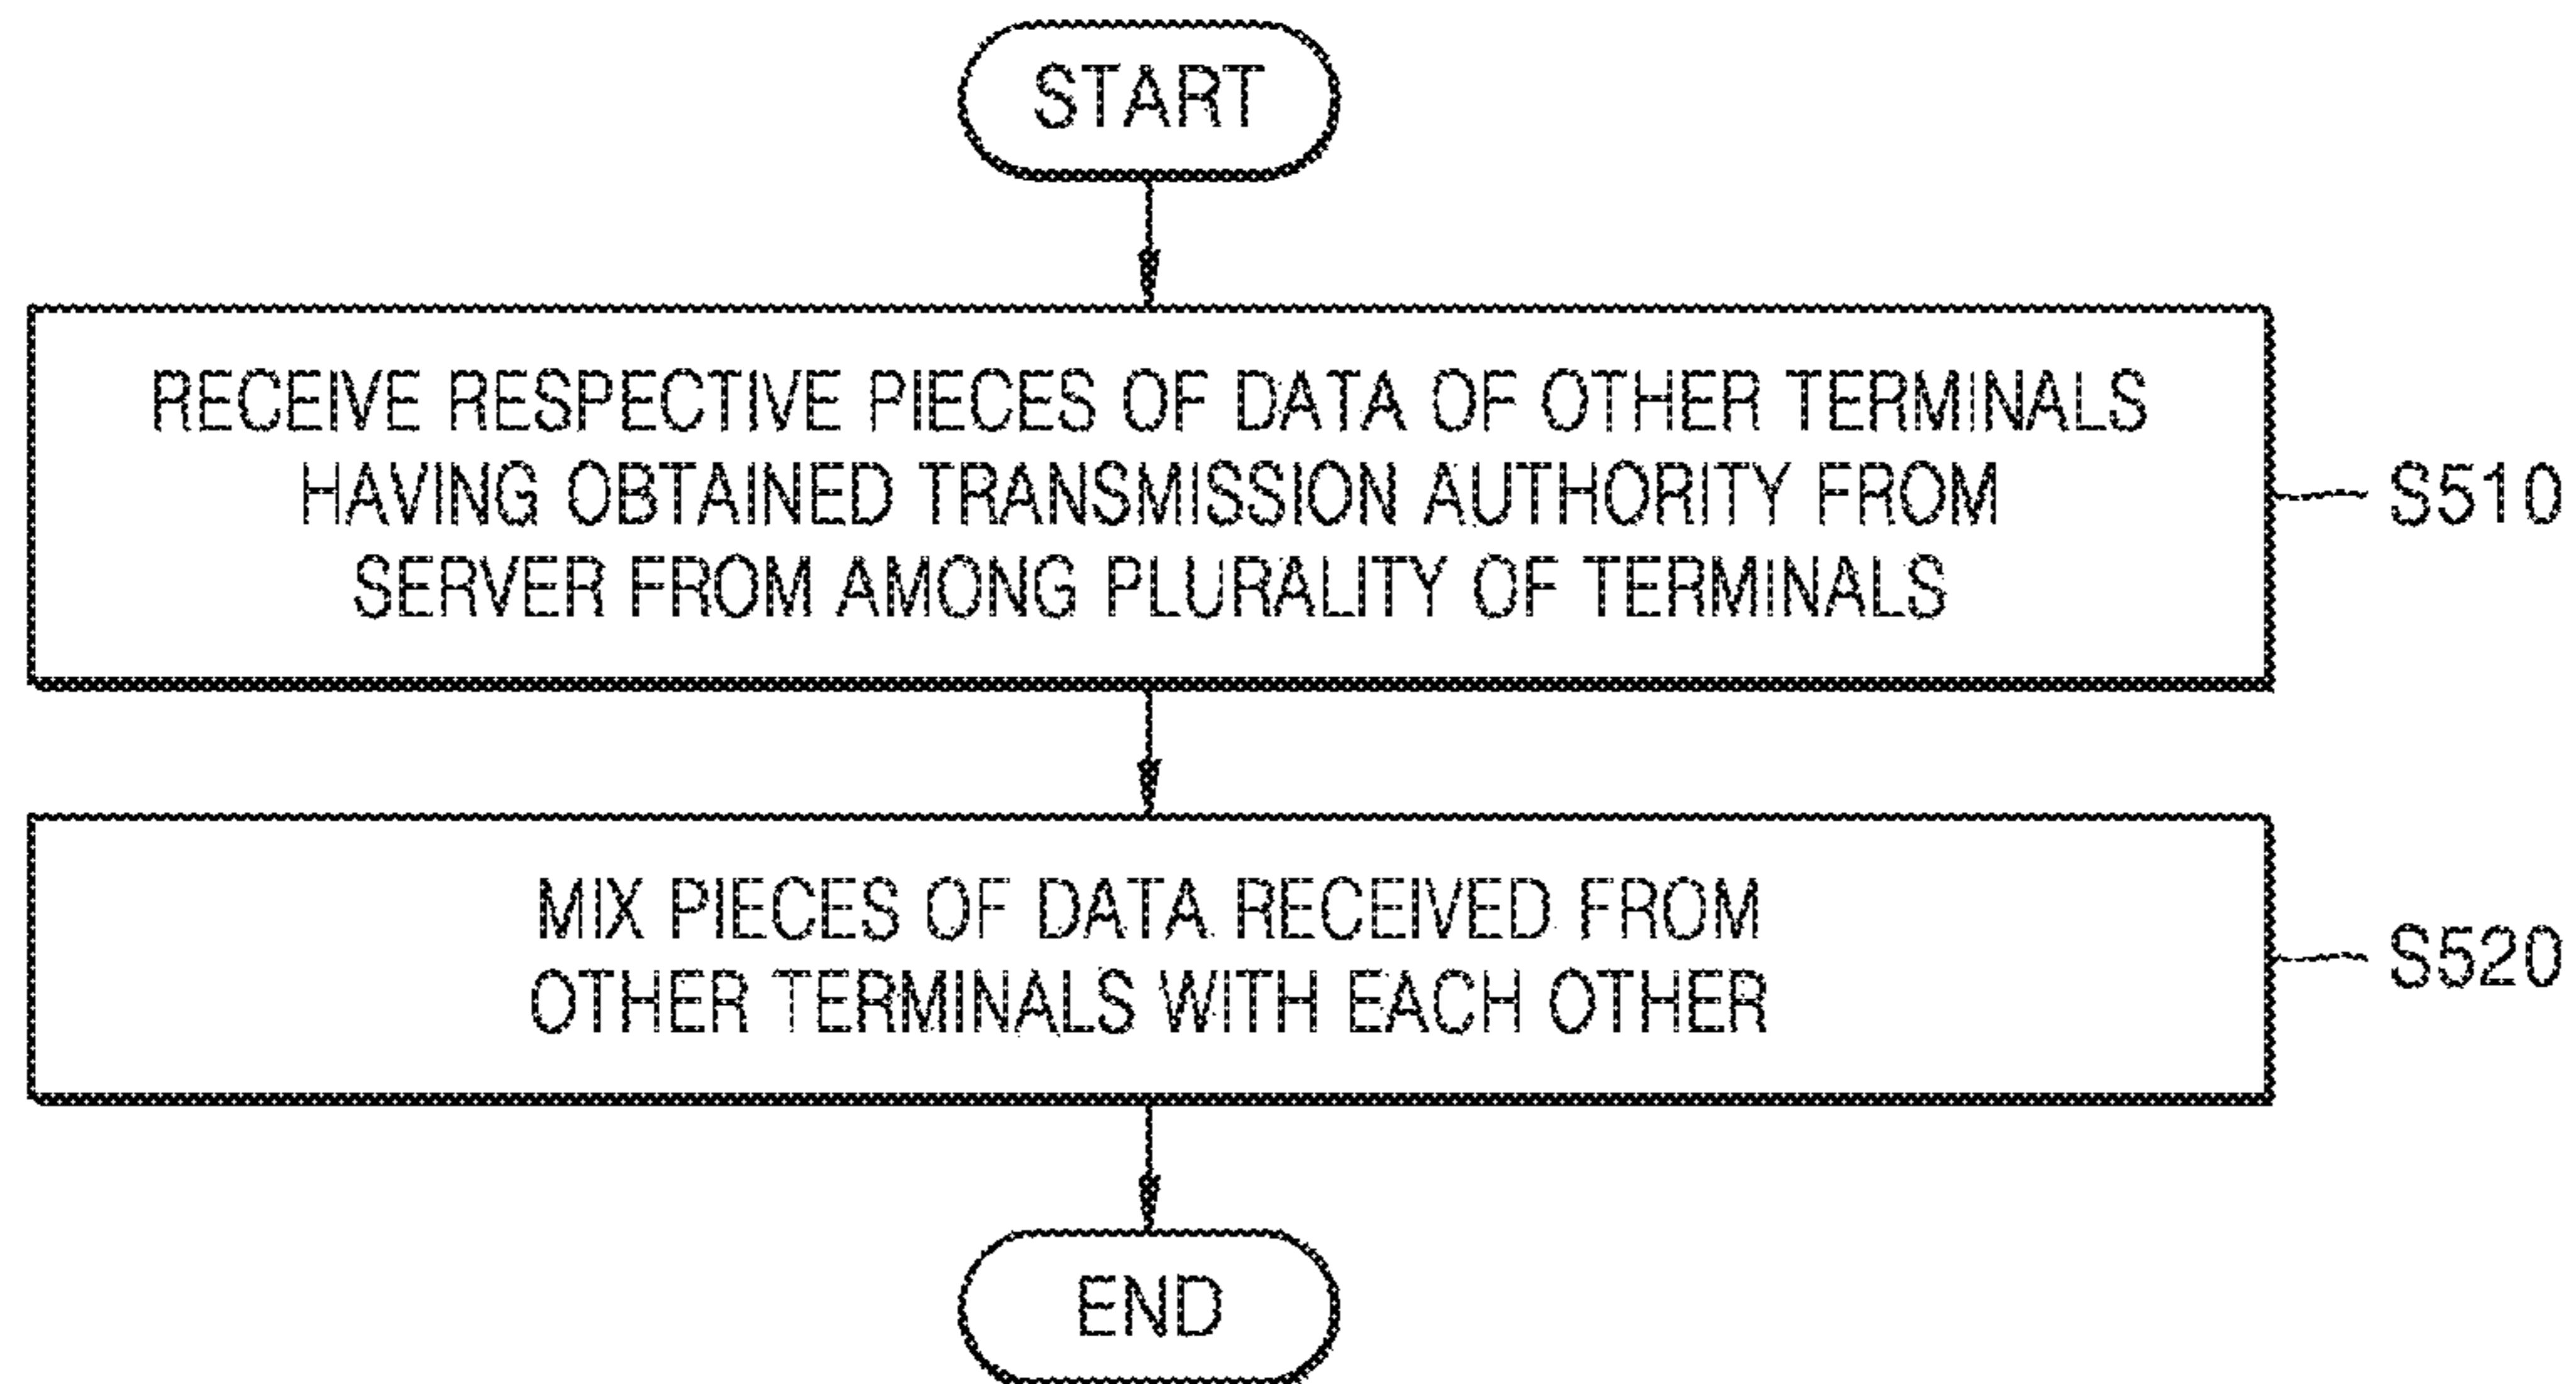 START
RECEIVE RESPECTIVE PIECES OF DATA OF OTHER TERMINALS
HAVING OBTAINED TRANSMISSION AUTHORITY FROM
SERVER FROM AMONG PLURALITY OF TERMINALS
S510
MIX PIECES OF DATA RECEIVED FROM
OTHER TERMINALS WITH EACH OTHER
S520
END